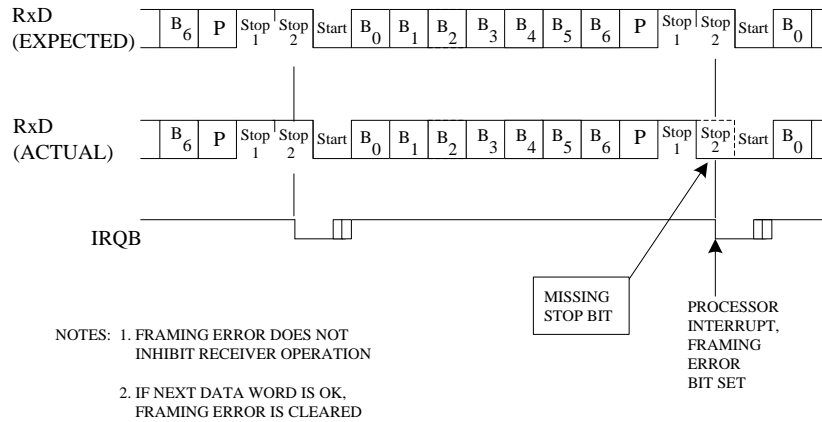 RxD
(EXPECTED)
B6 P Stop 1 Stop 2 Start B0 B1 B2 B3 B4 B5 B6 P Stop 1 Stop 2 Start B0
RxD
(ACTUAL)
B6 P Stop 1 Stop 2 Start B0 B1 B2 B3 B4 B5 B6 P Stop 1 Stop 2 Start B0
IRQB
MISSING
STOP BIT
PROCESSOR
INTERRUPT,
FRAMING
ERROR
BIT SET
NOTES: 1. FRAMING ERROR DOES NOT
INHIBIT RECEIVER OPERATION
2. IF NEXT DATA WORD IS OK,
FRAMING ERROR IS CLEARED